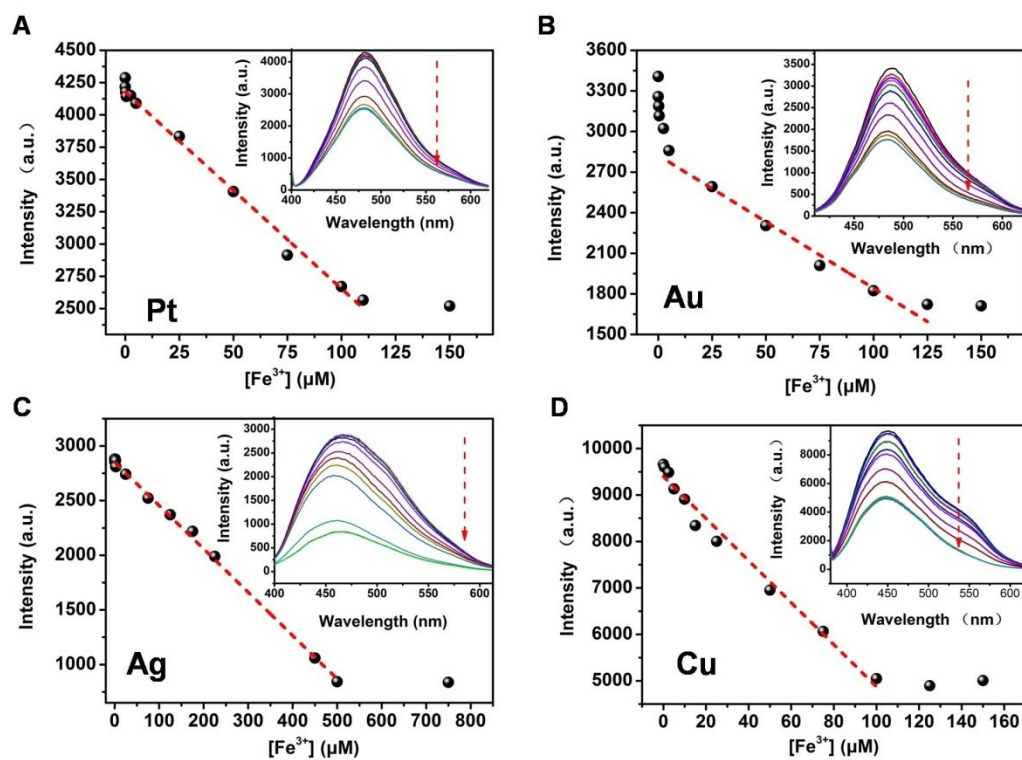 A
4500
4250
4000
3750
3500
3250
3000
2750
2500
Intensity (a.u.)
0 25 50 75 100 125 150
[Fe³⁺] (μM)
Pt
4000
3000
2000
1000
0
Intensity (a.u.)
400 450 500 550 600
Wavelength (nm)
B
3600
3300
3000
2700
2400
2100
1800
1500
Intensity (a.u.)
0 25 50 75 100 125 150
[Fe³⁺] (μM)
Au
3500
3000
2500
2000
1500
1000
500
0
Intensity (a.u.)
450 500 550 600
Wavelength (nm)
C
3000
2500
2000
1500
1000
Intensity (a.u.)
0 100 200 300 400 500 600 700 800
[Fe³⁺] (μM)
Ag
3000
2500
2000
1500
1000
500
0
Intensity (a.u.)
400 450 500 550 600
Wavelength (nm)
D
10000
9000
8000
7000
6000
5000
Intensity (a.u.)
0 20 40 60 80 100 120 140 160
[Fe³⁺] (μM)
Cu
8000
6000
4000
2000
0
Intensity (a.u.)
400 450 500 550 600
Wavelength (nm)